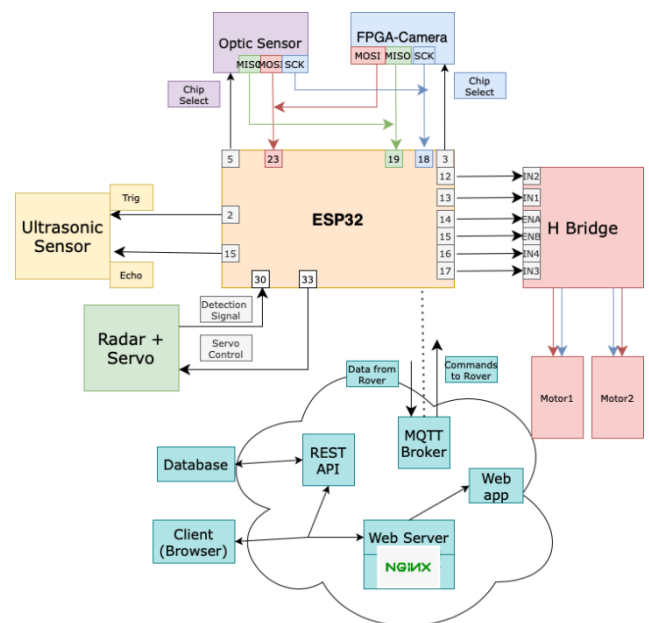 Optic Sensor
MISO
MOSI
SCK
FPGA-Camera
MOSI
MISO
SCK
Chip
Select
Chip
Select
5
23
19
18
3
12
13
14
15
16
17
IN2
IN1
ENA
ENB
IN4
IN3
H Bridge
ESP32
Trig
Ultrasonic
Sensor
Echo
2
15
30
33
Detection
Signal
Servo
Control
Radar +
Servo
Motor1
Motor2
Data from
Rover
Commands
to Rover
MQTT
Broker
REST
API
Database
Web
app
Client
(Browser)
Web Server
NGINX